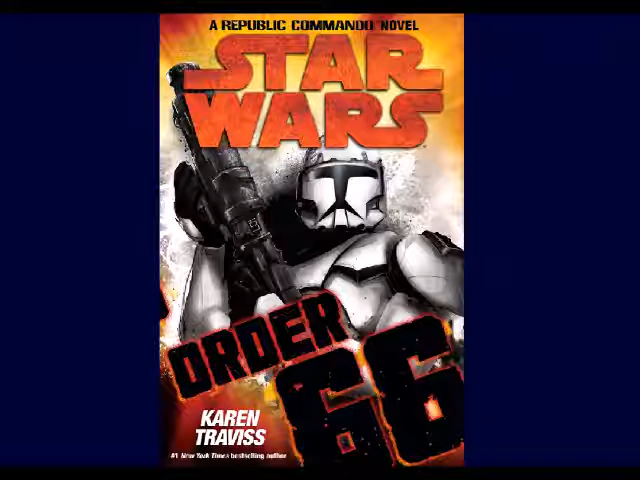 A REPUBLIC COMMANDO NOVEL
STAR
WARS
ORDER
66
KAREN
TRAVISS
#1 New York Times bestselling author